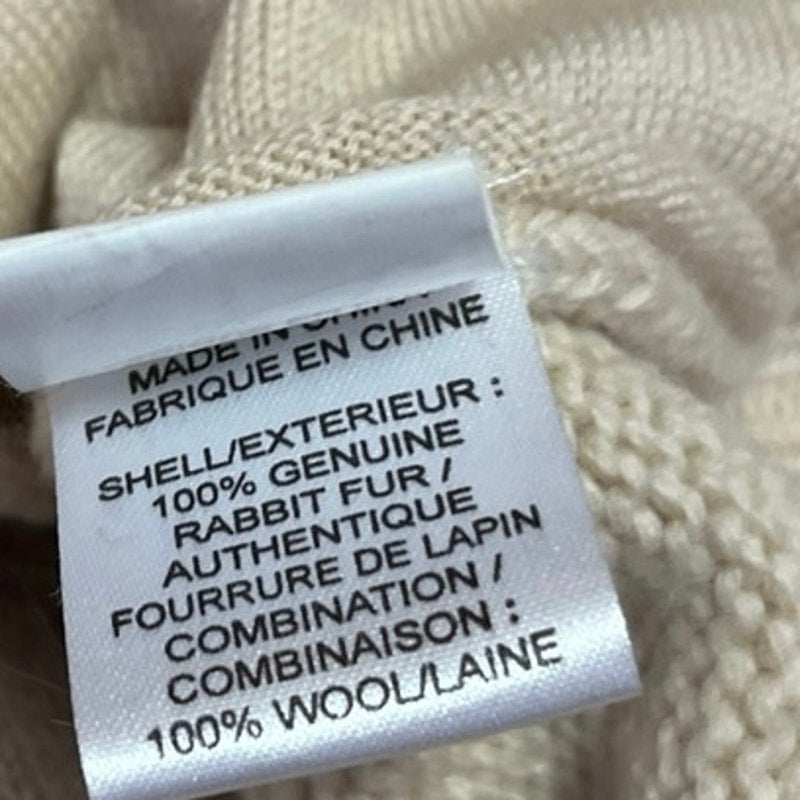 MADE IN CHINA
FABRIQUE EN CHINE
SHELL/EXTERIEUR :
100% GENUINE
RABBIT FUR /
AUTHENTIQUE
FOURRURE DE LAPIN
COMBINATION /
COMBINAISON :
100% WOOL/LAINE